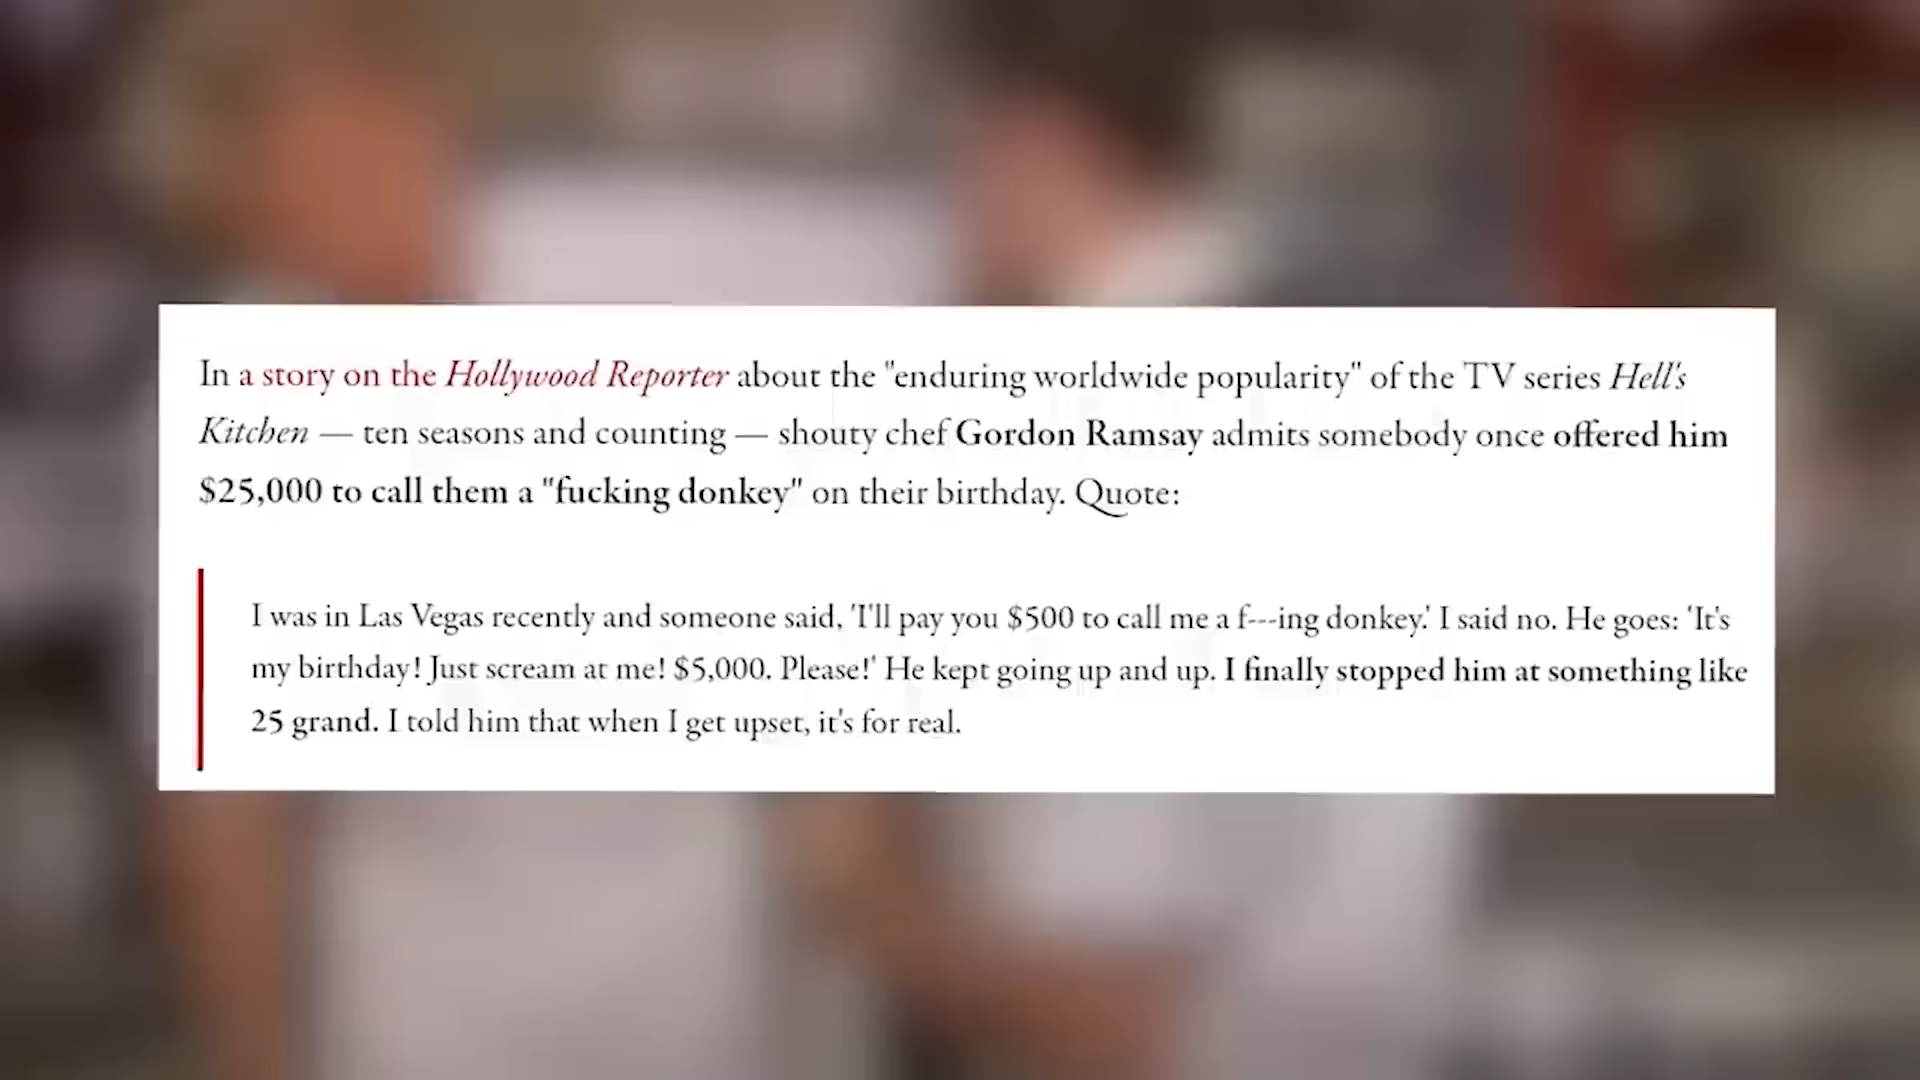 In a story on the Hollywood Reporter about the "enduring worldwide popularity" of the TV series Hell's
Kitchen — ten seasons and counting — shouty chef Gordon Ramsay admits somebody once offered him
$25,000 to call them a "fucking donkey" on their birthday. Quote:
I was in Las Vegas recently and someone said, 'I'll pay you $500 to call me a f---ing donkey.' I said no. He goes: 'It's
my birthday! Just scream at me! $5,000. Please!' He kept going up and up. I finally stopped him at something like
25 grand. I told him that when I get upset, it's for real.